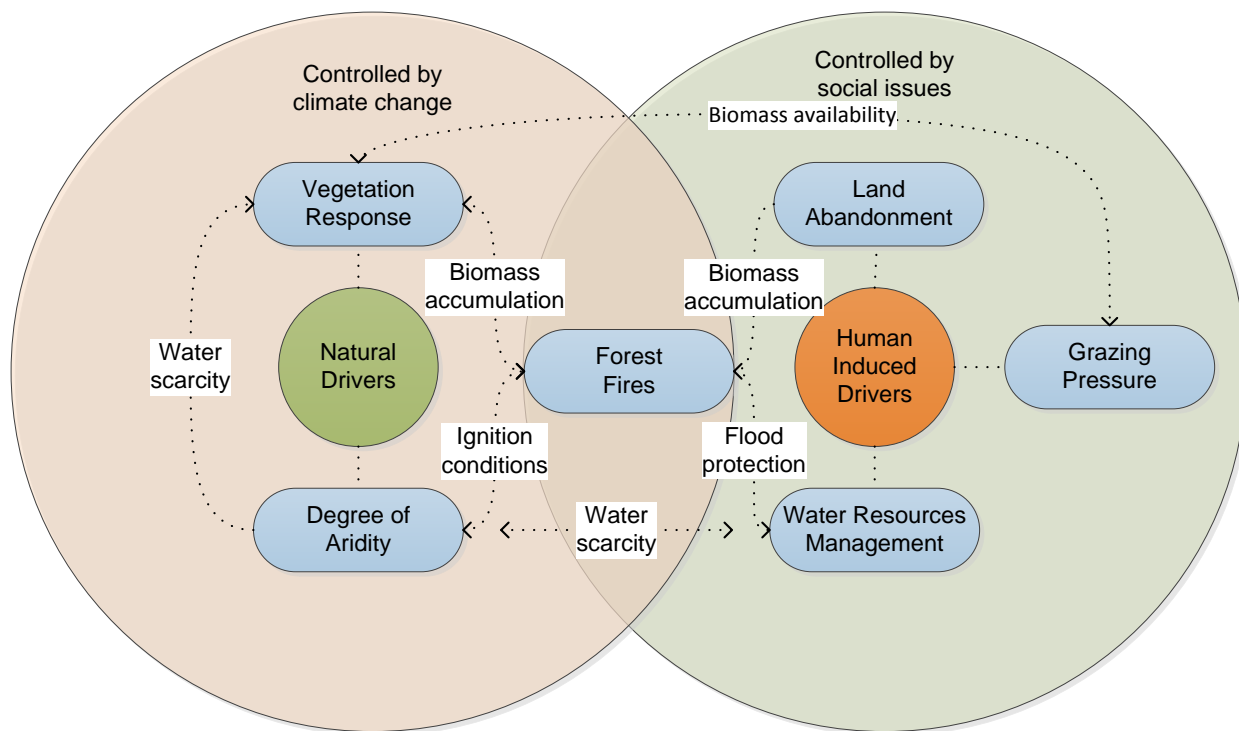 Controlled by
climate change
Controlled by
social issues
Biomass availability
Vegetation
Response
Land
Abandonment
Biomass
accumulation
Biomass
accumulation
Water
scarcity
Natural
Drivers
Forest
Fires
Human
Induced
Drivers
Grazing
Pressure
Ignition
conditions
Flood
protection
Degree of
Aridity
Water
scarcity
Water Resources
Management